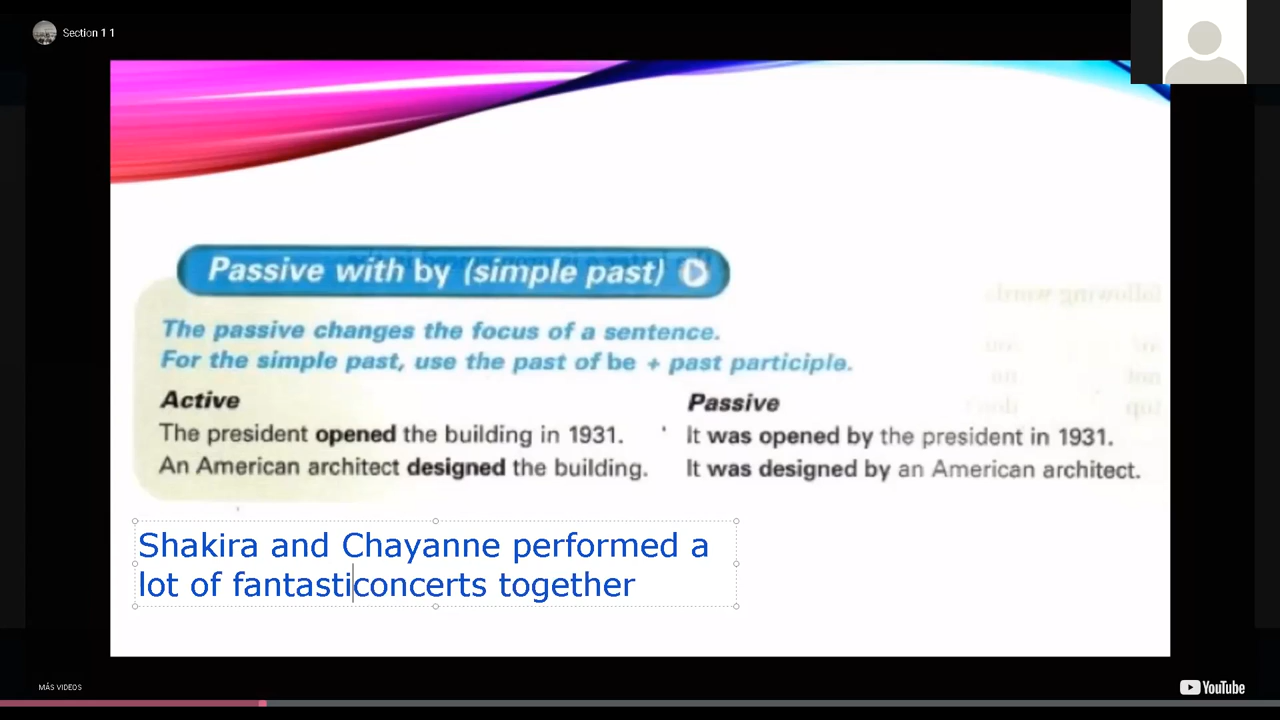 Section 1 1
Passive with by (simple past)
The passive changes the focus of a sentence.
For the simple past, use the past of be + past participle.
Active
Passive
The president opened the building in 1931.
It was opened by the president in 1931.
An American architect designed the building.
It was designed by an American architect.
Shakira and Chayanne performed a
lot of fantasticoncerts together
MÁS VIDEOS
YouTube